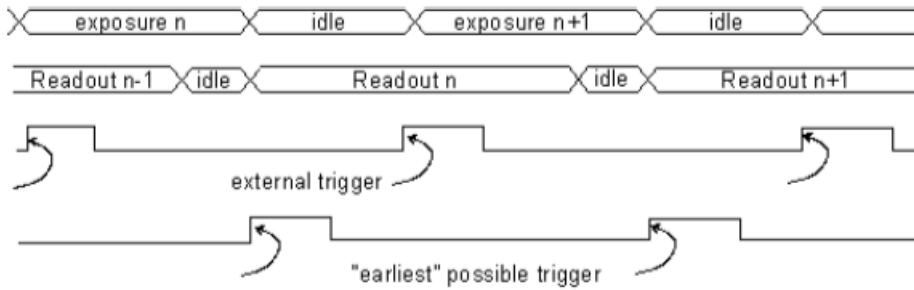 exposure n idle exposure n+1 idle
Readout n-1 idle Readout n idle Readout n+1
external trigger
"earliest" possible trigger